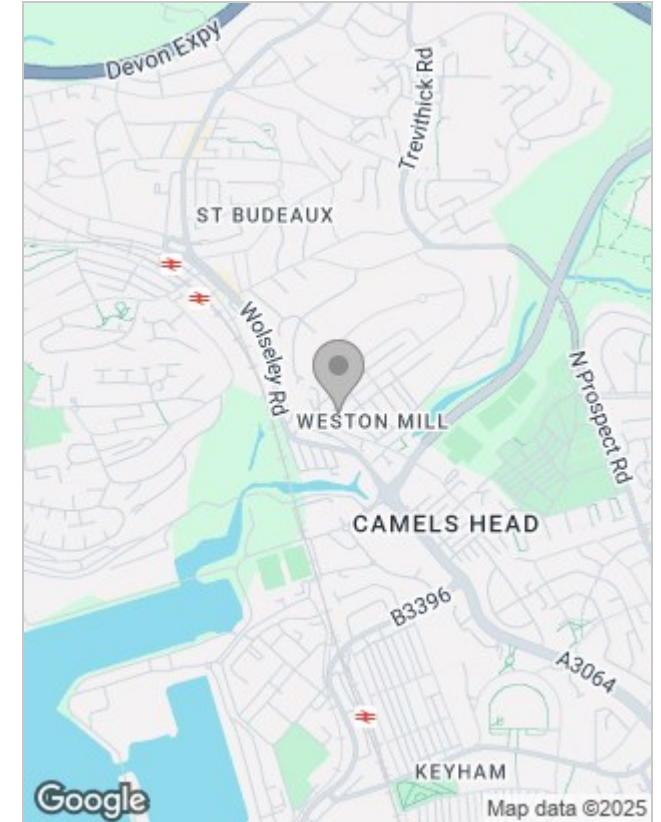 Devon Expy
Trevithick Rd
ST BUDEAUX
Wolseley Rd
N Prospect Rd
WESTON MILL
CAMELS HEAD
B3396
A3064
KEYHAM
Google
Map data ©2025